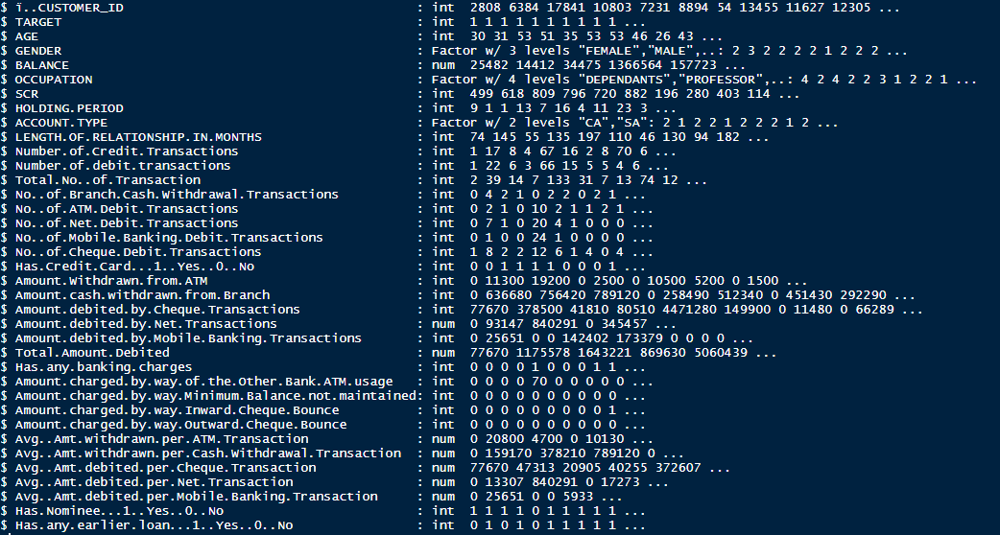 $ ï..CUSTOMER_ID : int 2808 6384 17841 10803 7231 8894 54 13455 11627 12305 ...
$ TARGET : int 1 1 1 1 1 1 1 1 1 1 ...
$ AGE : int 30 31 53 51 35 53 53 46 26 43 ...
$ GENDER : Factor w/ 3 levels "FEMALE","MALE",..: 2 3 2 2 2 2 1 2 2 2 ...
$ BALANCE : num 25482 14412 34475 1366564 157723 ...
$ OCCUPATION : Factor w/ 4 levels "DEPENDANTS","PROFESSOR",..: 4 2 4 2 2 3 1 2 2 1 ...
$ SCR : int 499 618 809 796 720 882 196 280 403 114 ...
$ HOLDING.PERIOD : int 9 1 1 13 7 16 4 11 23 3 ...
$ ACCOUNT.TYPE : Factor w/ 2 levels "CA","SA": 2 1 2 2 1 2 2 2 1 2 ...
$ LENGTH.OF.RELATIONSHIP.IN.MONTHS : int 74 145 55 135 197 110 46 130 94 182 ...
$ Number.of.Credit.Transactions : int 1 17 8 4 67 16 2 8 70 6 ...
$ Number.of.debit.transactions : int 1 22 6 3 66 15 5 5 4 6 ...
$ Total.No..of.Transaction : int 2 39 14 7 133 31 7 13 74 12 ...
$ No..of.Branch.Cash.Withdrawal.Transactions : int 0 4 2 1 0 2 2 0 2 1 ...
$ No..of.ATM.Debit.Transactions : int 0 2 1 0 10 2 1 1 2 1 ...
$ No..of.Net.Debit.Transactions : int 0 7 1 0 20 4 1 0 0 0 ...
$ No..of.Mobile.Banking.Debit.Transactions : int 0 1 0 0 24 1 0 0 0 0 ...
$ No..of.Cheque.Debit.Transactions : int 1 8 2 2 12 6 1 4 0 4 ...
$ Has.Credit.Card...1..Yes..0..No : int 0 0 1 1 1 1 0 0 0 1 ...
$ Amount.Withdrawn.from.ATM : int 0 11300 19200 0 2500 0 10500 5200 0 1500 ...
$ Amount.cash.withdrawn.from.Branch : int 0 636680 756420 789120 0 258490 512340 0 451430 292290 ...
$ Amount.debited.by.Cheque.Transactions : int 77670 378500 41810 80510 4471280 149900 0 11480 0 66289 ...
$ Amount.debited.by.Net.Transactions : num 0 93147 840291 0 345457 ...
$ Amount.debited.by.Mobile.Banking.Transactions : int 0 25651 0 0 142402 173379 0 0 0 0 ...
$ Total.Amount.Debited : num 77670 1175578 1643221 869630 5060439 ...
$ Has.any.banking.charges : int 0 0 0 0 1 0 0 0 1 1 ...
$ Amount.charged.by.way.of.the.Other.Bank.ATM.usage : int 0 0 0 0 70 0 0 0 0 0 ...
$ Amount.charged.by.way.Minimum.Balance.not.maintained: int 0 0 0 0 0 0 0 0 0 0 ...
$ Amount.charged.by.way.Inward.Cheque.Bounce : int 0 0 0 0 0 0 0 0 0 1 ...
$ Amount.charged.by.way.Outward.Cheque.Bounce : int 0 0 0 0 0 0 0 0 0 0 ...
$ Avg..Amt.withdrawn.per.ATM.Transaction : num 0 20800 4700 0 10130 ...
$ Avg..Amt.withdrawn.per.Cash.Withdrawal.Transaction : num 0 159170 378210 789120 0 ...
$ Avg..Amt.debited.per.Cheque.Transaction : num 77670 47313 20905 40255 372607 ...
$ Avg..Amt.debited.per.Net.Transaction : num 0 13307 840291 0 17273 ...
$ Avg..Amt.debited.per.Mobile.Banking.Transaction : num 0 25651 0 0 5933 ...
$ Has.Nominee...1..Yes..0..No : int 1 1 1 1 0 1 1 1 1 1 ...
$ Has.any.earlier.loan...1..Yes..0..No : int 0 1 0 1 0 1 1 1 1 1 ...